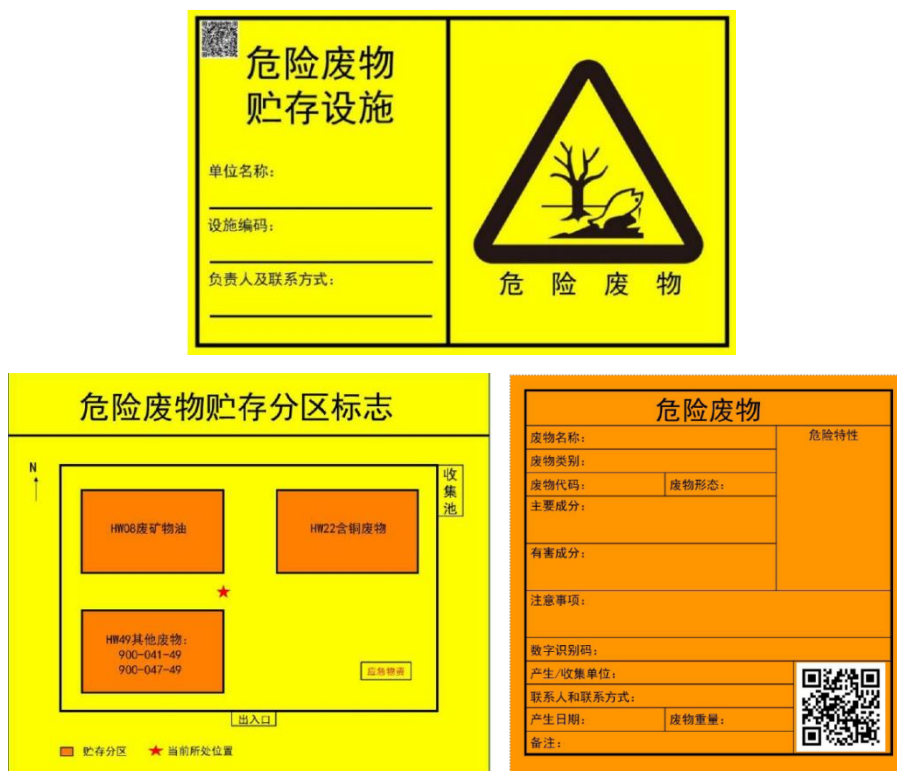 危险废物
贮存设施
单位名称：
设施编码：
负责人及联系方式：
危险废物
危险废物贮存分区标志
N
收集池
HW08废矿物油
HW22含铜废物
HW49其他废物：
900-041-49
900-047-49
应急物资
出入口
贮存分区
当前所处位置
危险废物
废物名称：
危险特性
废物类别：
废物代码：
废物形态：
主要成分：
有害成分：
注意事项：
数字识别码：
产生/收集单位：
联系人和联系方式：
产生日期：
废物重量：
备注：